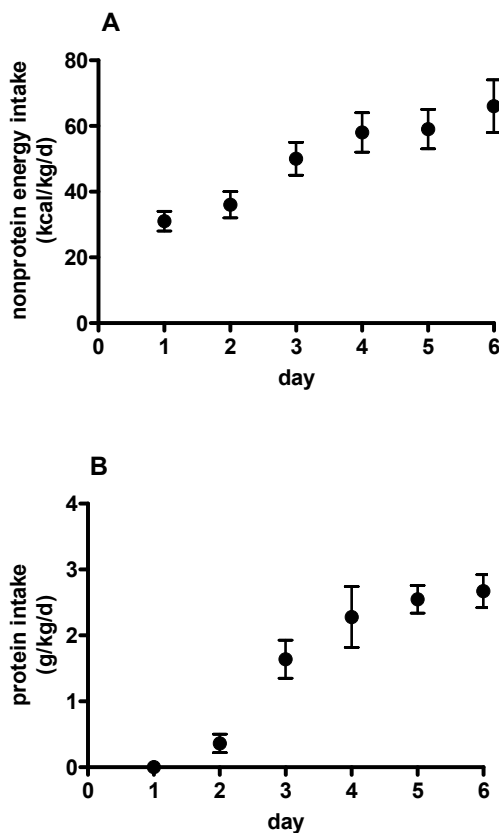 A
80
60
40
20
0
nonprotein energy intake
(kcal/kg/d)
0 1 2 3 4 5 6
day
B
4
3
2
1
0
protein intake
(g/kg/d)
0 1 2 3 4 5 6
day